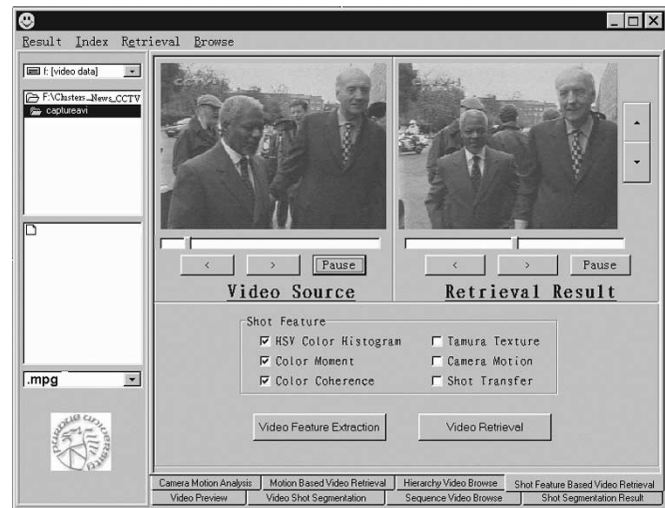 Result Index Retrieval Browse
f: [video data]
F:\Clusters_News_CCTV
captureavi
.mpg
< > Pause
Video Source
< > Pause
Retrieval Result
Shot Feature
HSV Color Histogram
Color Moment
Color Coherence
Tamura Texture
Camera Motion
Shot Transfer
Video Feature Extraction
Video Retrieval
Camera Motion Analysis
Motion Based Video Retrieval
Hierarchy Video Browse
Shot Feature Based Video Retrieval
Video Preview
Video Shot Segmentation
Sequence Video Browse
Shot Segmentation Result